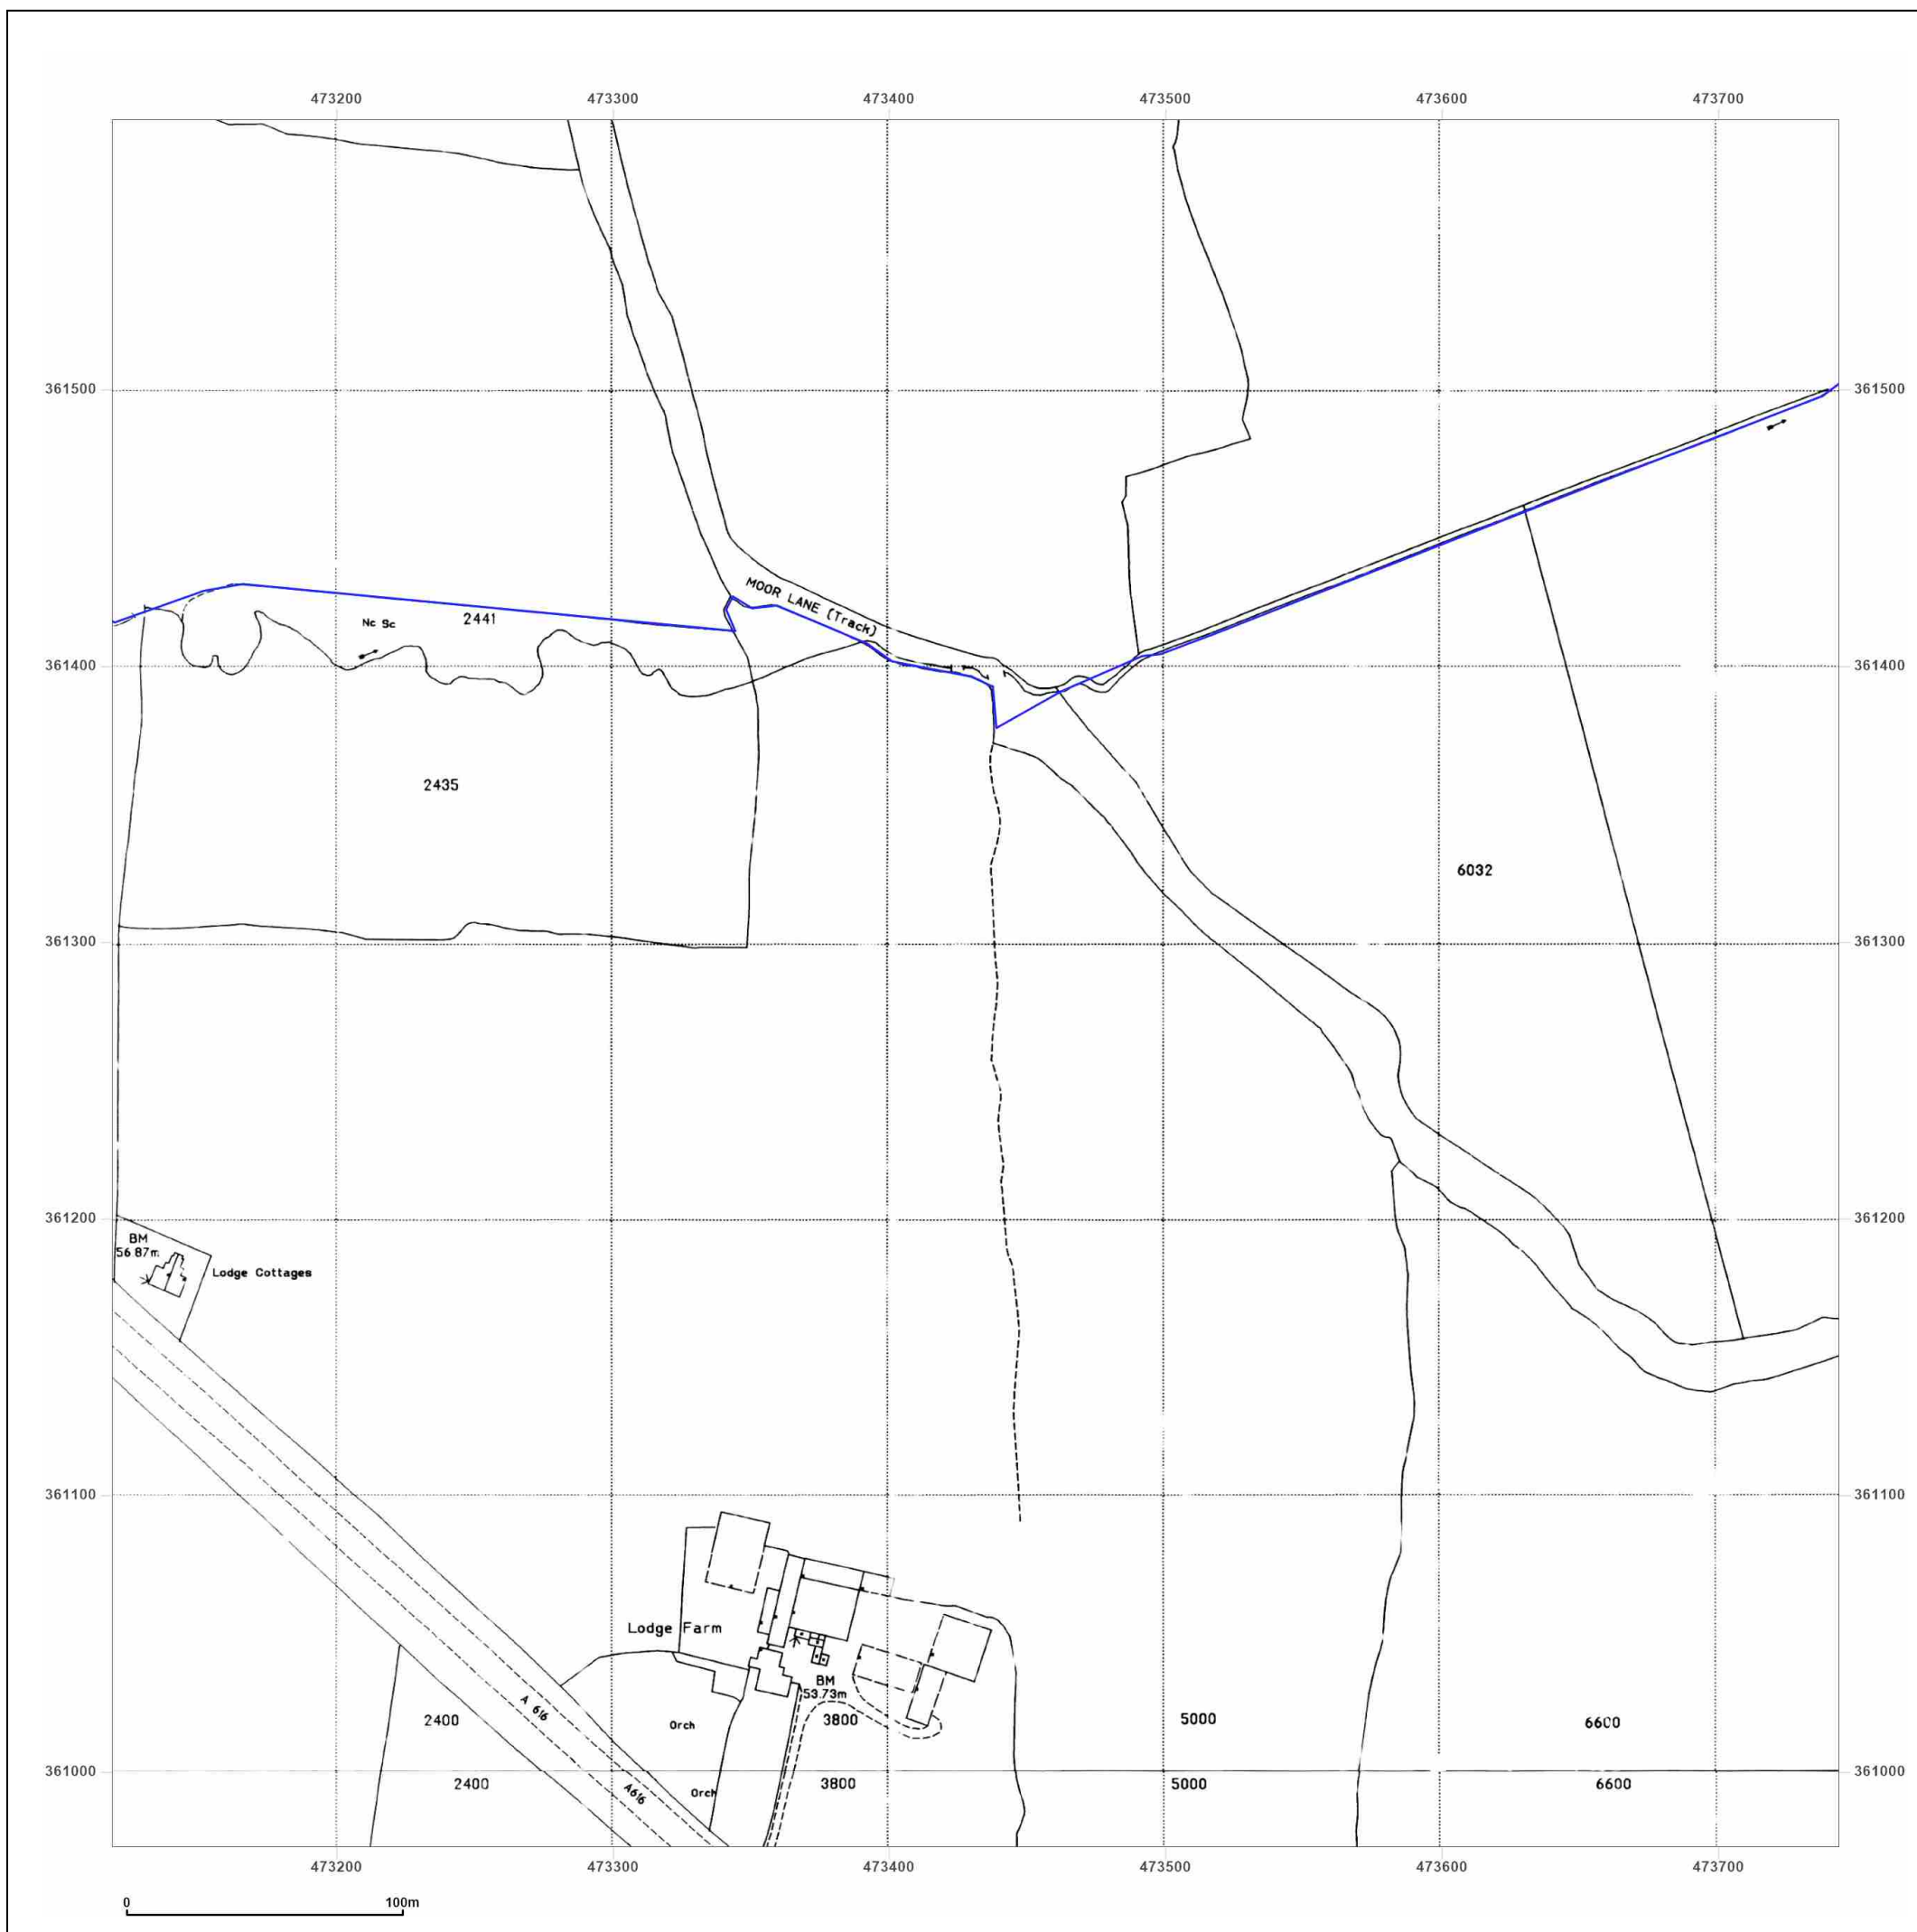 473200 473300 473400 473500 473600 473700
361500 361500
MOOR LANE (Track)
Nc Sc 2441
361400 361400
2435
6032
361300 361300
361200 361200
BM
56.87m
Lodge Cottages
361100 361100
Lodge Farm
BM
53.73m
A 616
2400 Orch 3800 5000 6600
361000 361000
2400 A616 Orch 3800 5000 6600
473200 473300 473400 473500 473600 473700
0 100m